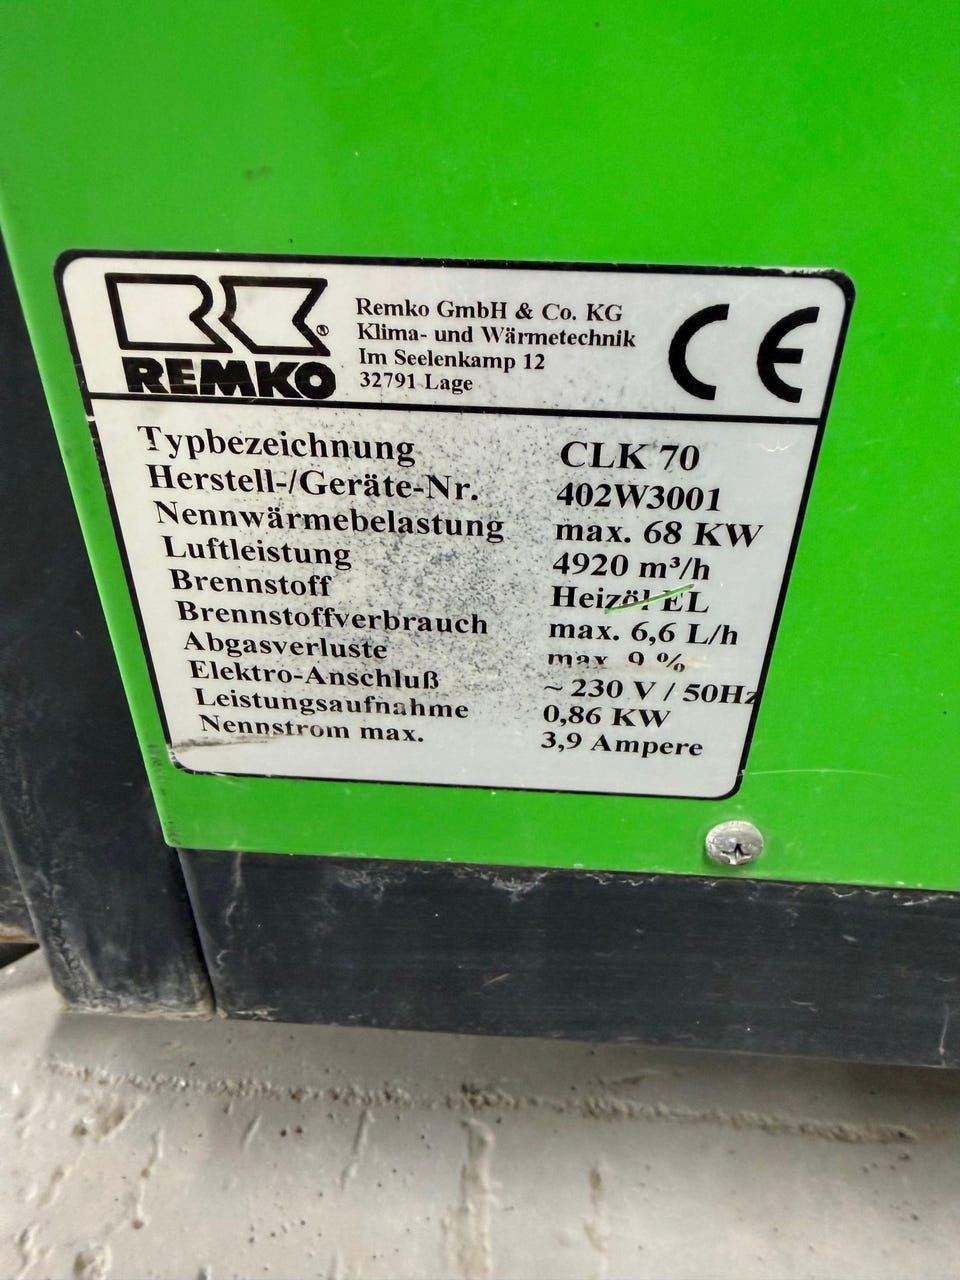 REMKO
Remko GmbH & Co. KG
Klima- und Wärmetechnik
Im Seelenkamp 12
32791 Lage
CE
Typbezeichnung CLK 70
Herstell-/Geräte-Nr. 402W3001
Nennwärmebelastung max. 68 KW
Luftleistung 4920 m³/h
Brennstoff Heizöl EL
Brennstoffverbrauch max. 6,6 L/h
Abgasverluste max. 9 %
Elektro-Anschluß ~ 230 V / 50Hz
Leistungsaufnahme 0,86 KW
Nennstrom max. 3,9 Ampere